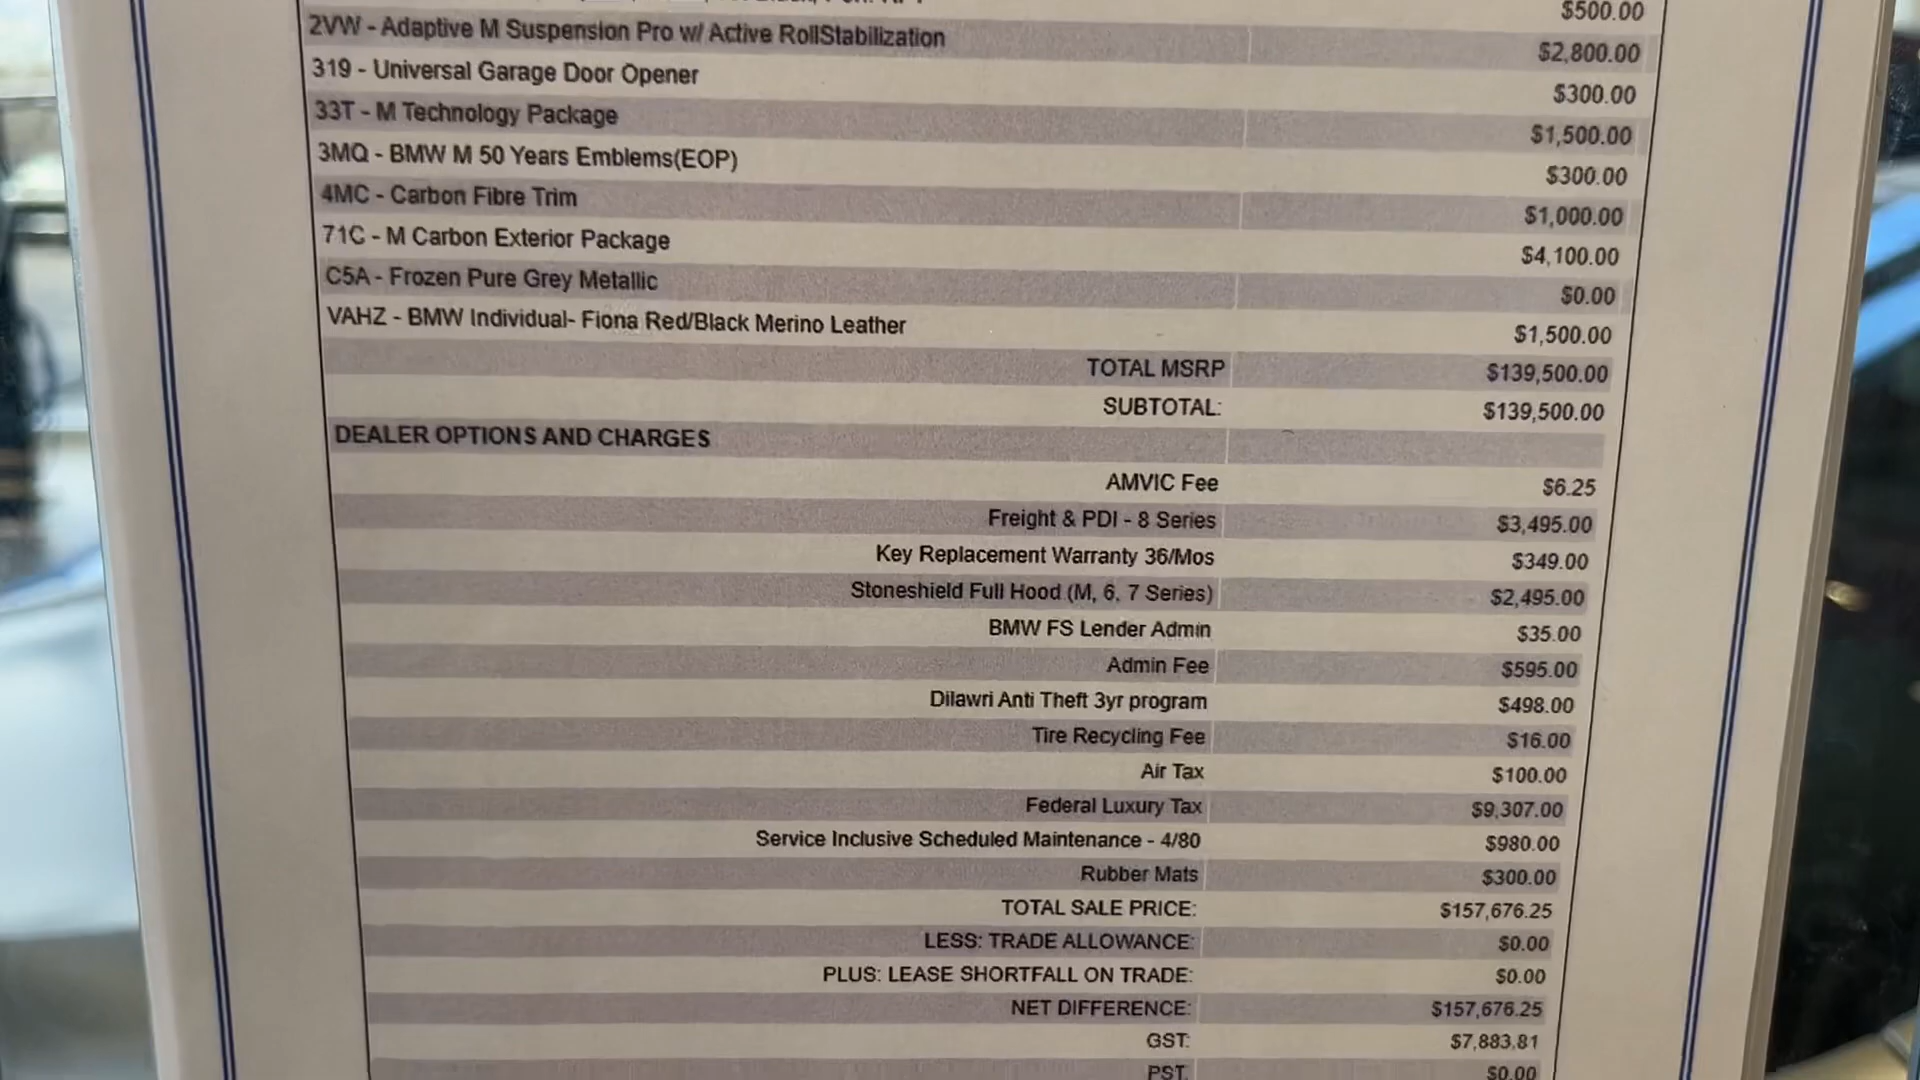 $500.00
2VW - Adaptive M Suspension Pro w/ Active RollStabilization $2,800.00
319 - Universal Garage Door Opener $300.00
33T - M Technology Package $1,500.00
3MQ - BMW M 50 Years Emblems(EOP) $300.00
4MC - Carbon Fibre Trim $1,000.00
71C - M Carbon Exterior Package $4,100.00
C5A - Frozen Pure Grey Metallic $0.00
VAHZ - BMW Individual- Fiona Red/Black Merino Leather $1,500.00
TOTAL MSRP $139,500.00
SUBTOTAL: $139,500.00
DEALER OPTIONS AND CHARGES
AMVIC Fee $6.25
Freight & PDI - 8 Series $3,495.00
Key Replacement Warranty 36/Mos $349.00
Stoneshield Full Hood (M, 6, 7 Series) $2,495.00
BMW FS Lender Admin $35.00
Admin Fee $595.00
Dilawri Anti Theft 3yr program $498.00
Tire Recycling Fee $16.00
Air Tax $100.00
Federal Luxury Tax $9,307.00
Service Inclusive Scheduled Maintenance - 4/80 $980.00
Rubber Mats $300.00
TOTAL SALE PRICE: $157,676.25
LESS: TRADE ALLOWANCE: $0.00
PLUS: LEASE SHORTFALL ON TRADE: $0.00
NET DIFFERENCE: $157,676.25
GST: $7,883.81
PST: $0.00